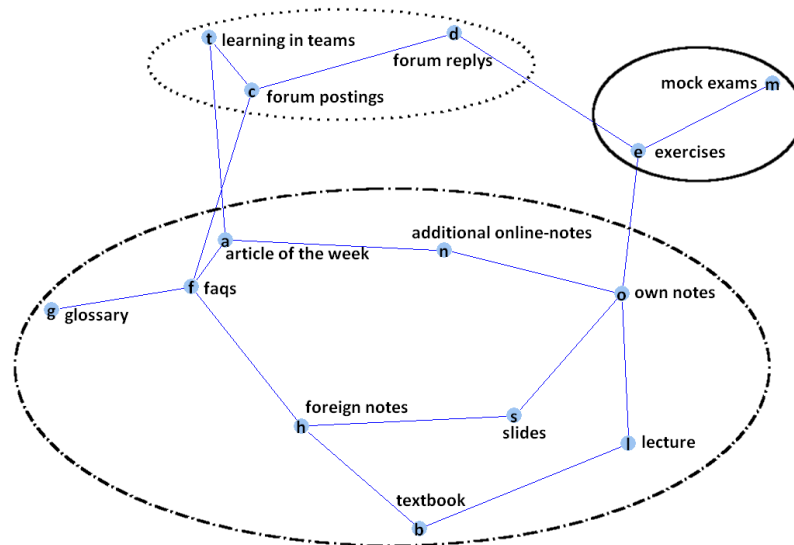 t learning in teams
d
forum replys
c forum postings
mock exams m
e exercises
additional online-notes
a
n
article of the week
f faqs
o own notes
g glossary
foreign notes
h
s
slides
l lecture
textbook
b